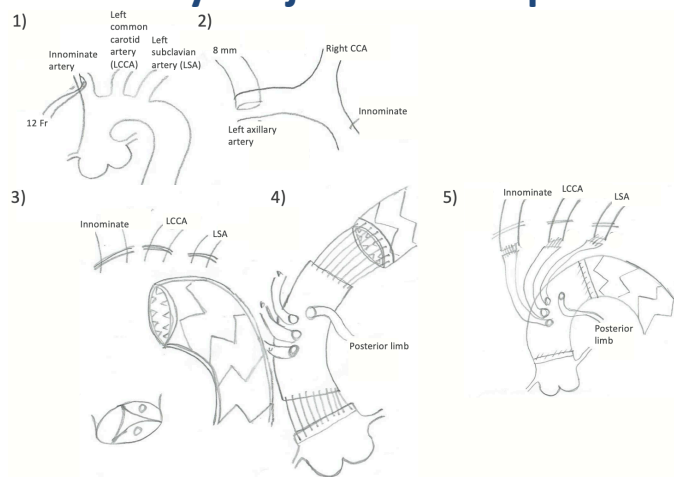 1)
Innominate
artery
Left
common
carotid
artery
(LCCA)
Left
subclavian
artery (LSA)
12 Fr
2)
8 mm
Right CCA
Innominate
Left axillary
artery
3)
Innominate
LCCA
LSA
4)
Posterior limb
5)
Innominate
LCCA
LSA
Posterior
limb